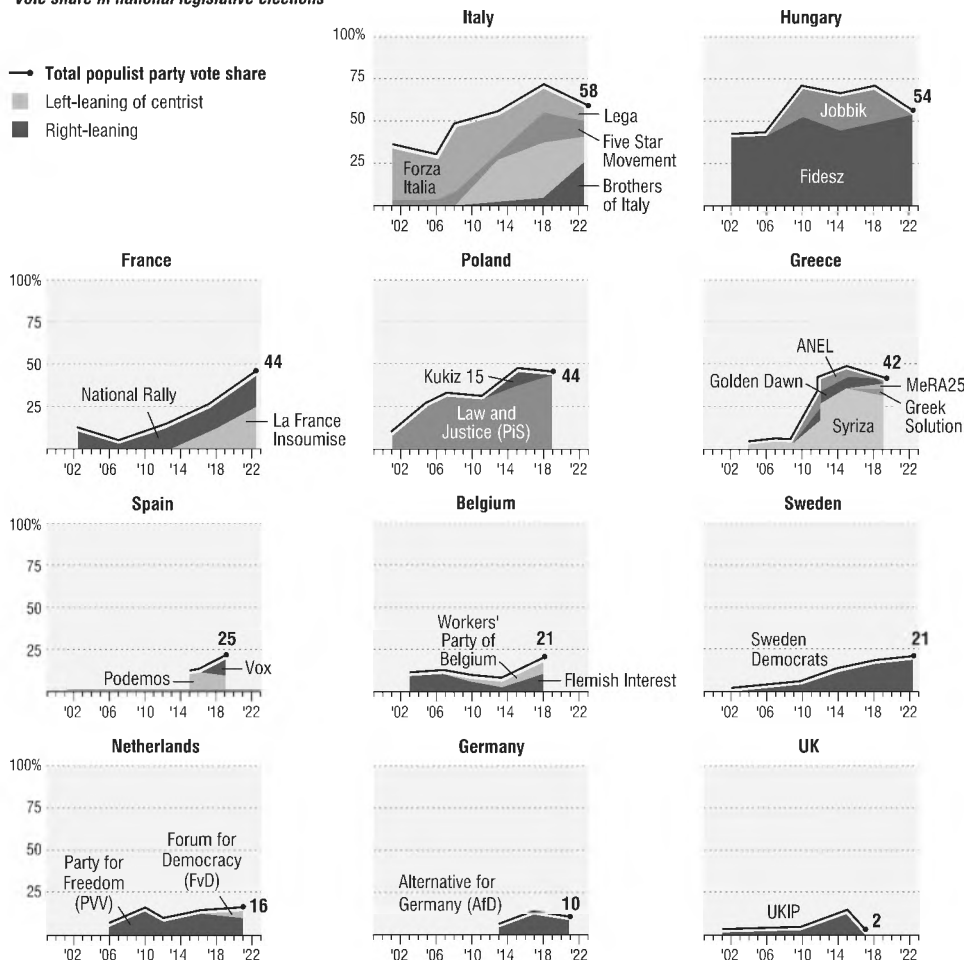 Vote share in national legislative elections
Total populist party vote share
Left-leaning of centrist
Right-leaning
Italy
100%
75
50
25
58
Lega
Five Star
Movement
Brothers
of Italy
Forza
Italia
'02 '06 '10 '14 '18 '22
Hungary
54
Jobbik
Fidesz
'02 '06 '10 '14 '18 '22
France
100%
75
50
25
44
National Rally
La France
Insoumise
'02 '06 '10 '14 '18 '22
Poland
Kukiz 15
44
Law and
Justice (PiS)
'02 '06 '10 '14 '18 '22
Greece
ANEL
42
Golden Dawn
MeRA25
Greek
Solution
Syriza
'02 '06 '10 '14 '18 '22
Spain
100%
75
50
25
25
Vox
Podemos
'02 '06 '10 '14 '18 '22
Belgium
Workers'
Party of
Belgium
21
Flemish Interest
'02 '06 '10 '14 '18 '22
Sweden
21
Sweden
Democrats
'02 '06 '10 '14 '18 '22
Netherlands
100%
75
50
25
Party for
Freedom
(PVV)
Forum for
Democracy
(FvD)
16
'02 '06 '10 '14 '18 '22
Germany
Alternative for
Germany (AfD)
10
'02 '06 '10 '14 '18 '22
UK
UKIP
2
'02 '06 '10 '14 '18 '22